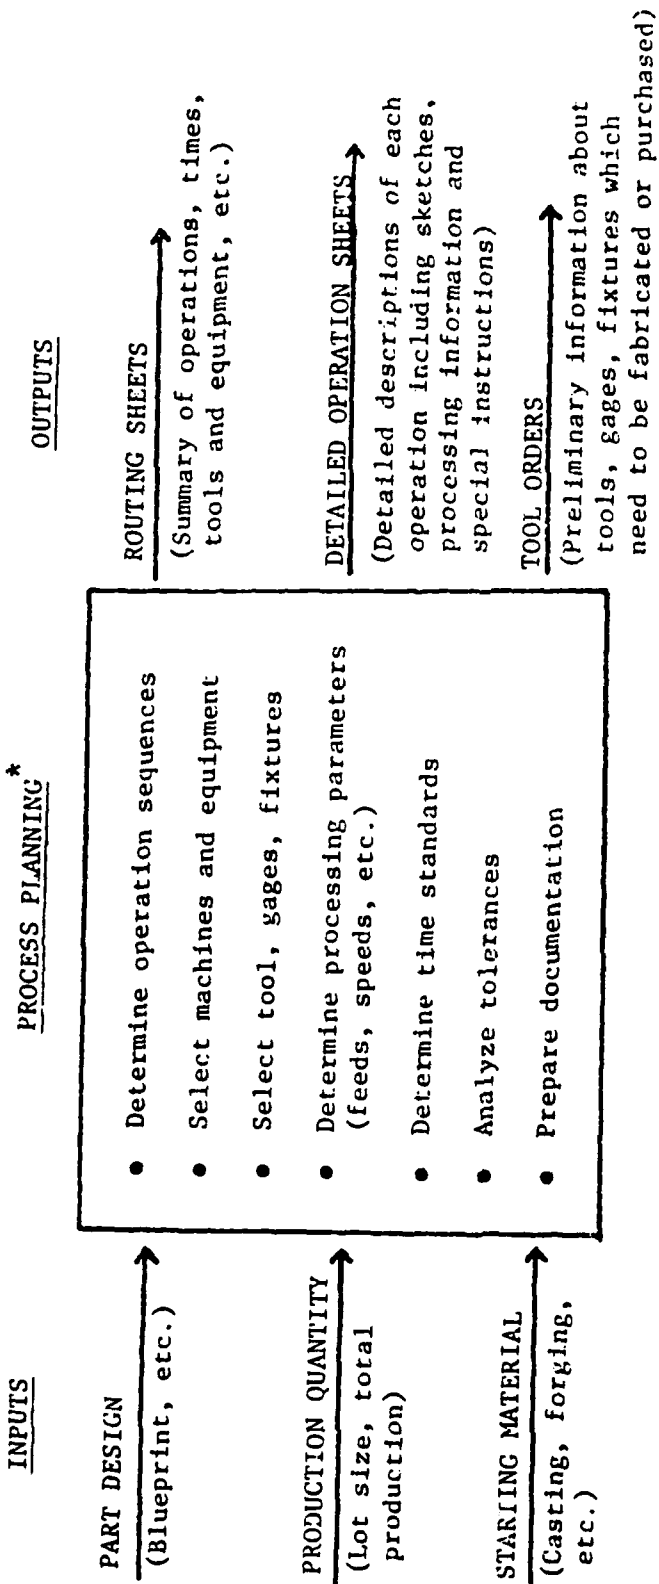 INPUTS
PART DESIGN
(Blueprint, etc.)
PRODUCTION QUANTITY
(Lot size, total
production)
STARTING MATERIAL
(Casting, forging,
etc.)
PROCESS PLANNING*
● Determine operation sequences
● Select machines and equipment
● Select tool, gages, fixtures
● Determine processing parameters
(feeds, speeds, etc.)
● Determine time standards
● Analyze tolerances
● Prepare documentation
OUTPUTS
ROUTING SHEETS
(Summary of operations, times,
tools and equipment, etc.)
DETAILED OPERATION SHEETS
(Detailed descriptions of each
operation including sketches,
processing information and
special instructions)
TOOL ORDERS
(Preliminary information about
tools, gages, fixtures which
need to be fabricated or purchased)